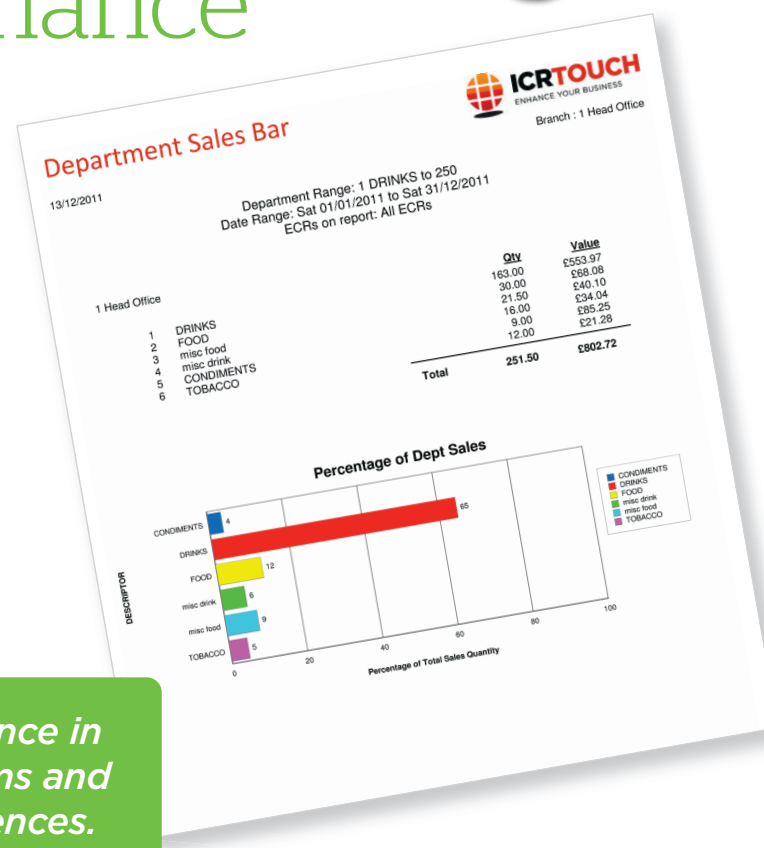 ICRTOUCH
ENHANCE YOUR BUSINESS
Department Sales Bar
Branch : 1 Head Office
13/12/2011
Department Range: 1 DRINKS to 250
Date Range: Sat 01/01/2011 to Sat 31/12/2011
ECRs on report: All ECRs
Qty Value
1 Head Office
1 DRINKS 163.00 £553.97
2 FOOD 30.00 £68.08
3 misc food 21.50 £40.10
4 misc drink 16.00 £34.04
5 CONDIMENTS 9.00 £85.25
6 TOBACCO 12.00 £21.28
Total 251.50 £802.72
Percentage of Dept Sales
DESCRIPTOR
CONDIMENTS 4
DRINKS 65
FOOD 12
misc drink 6
misc food 9
TOBACCO 5
0 20 40 60 80 100
Percentage of Total Sales Quantity
CONDIMENTS
DRINKS
FOOD
misc drink
misc food
TOBACCO